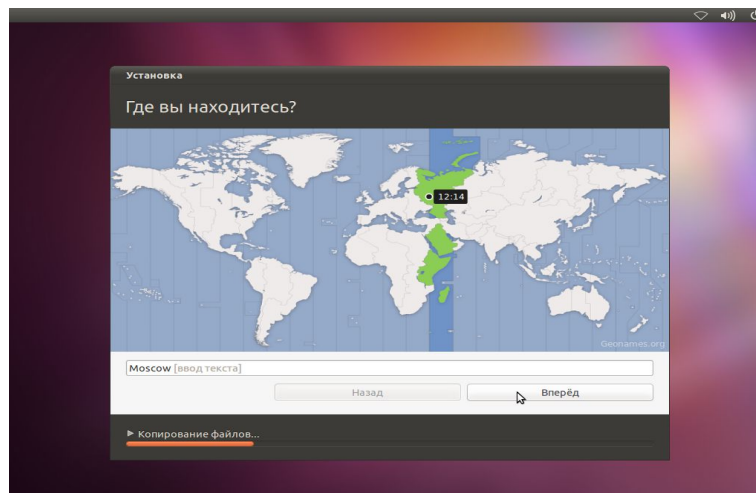 Установка
Где вы находитесь?
12:14
Geonames.org
Moscow [ввод текста]
Назад
Вперёд
Копирование файлов...